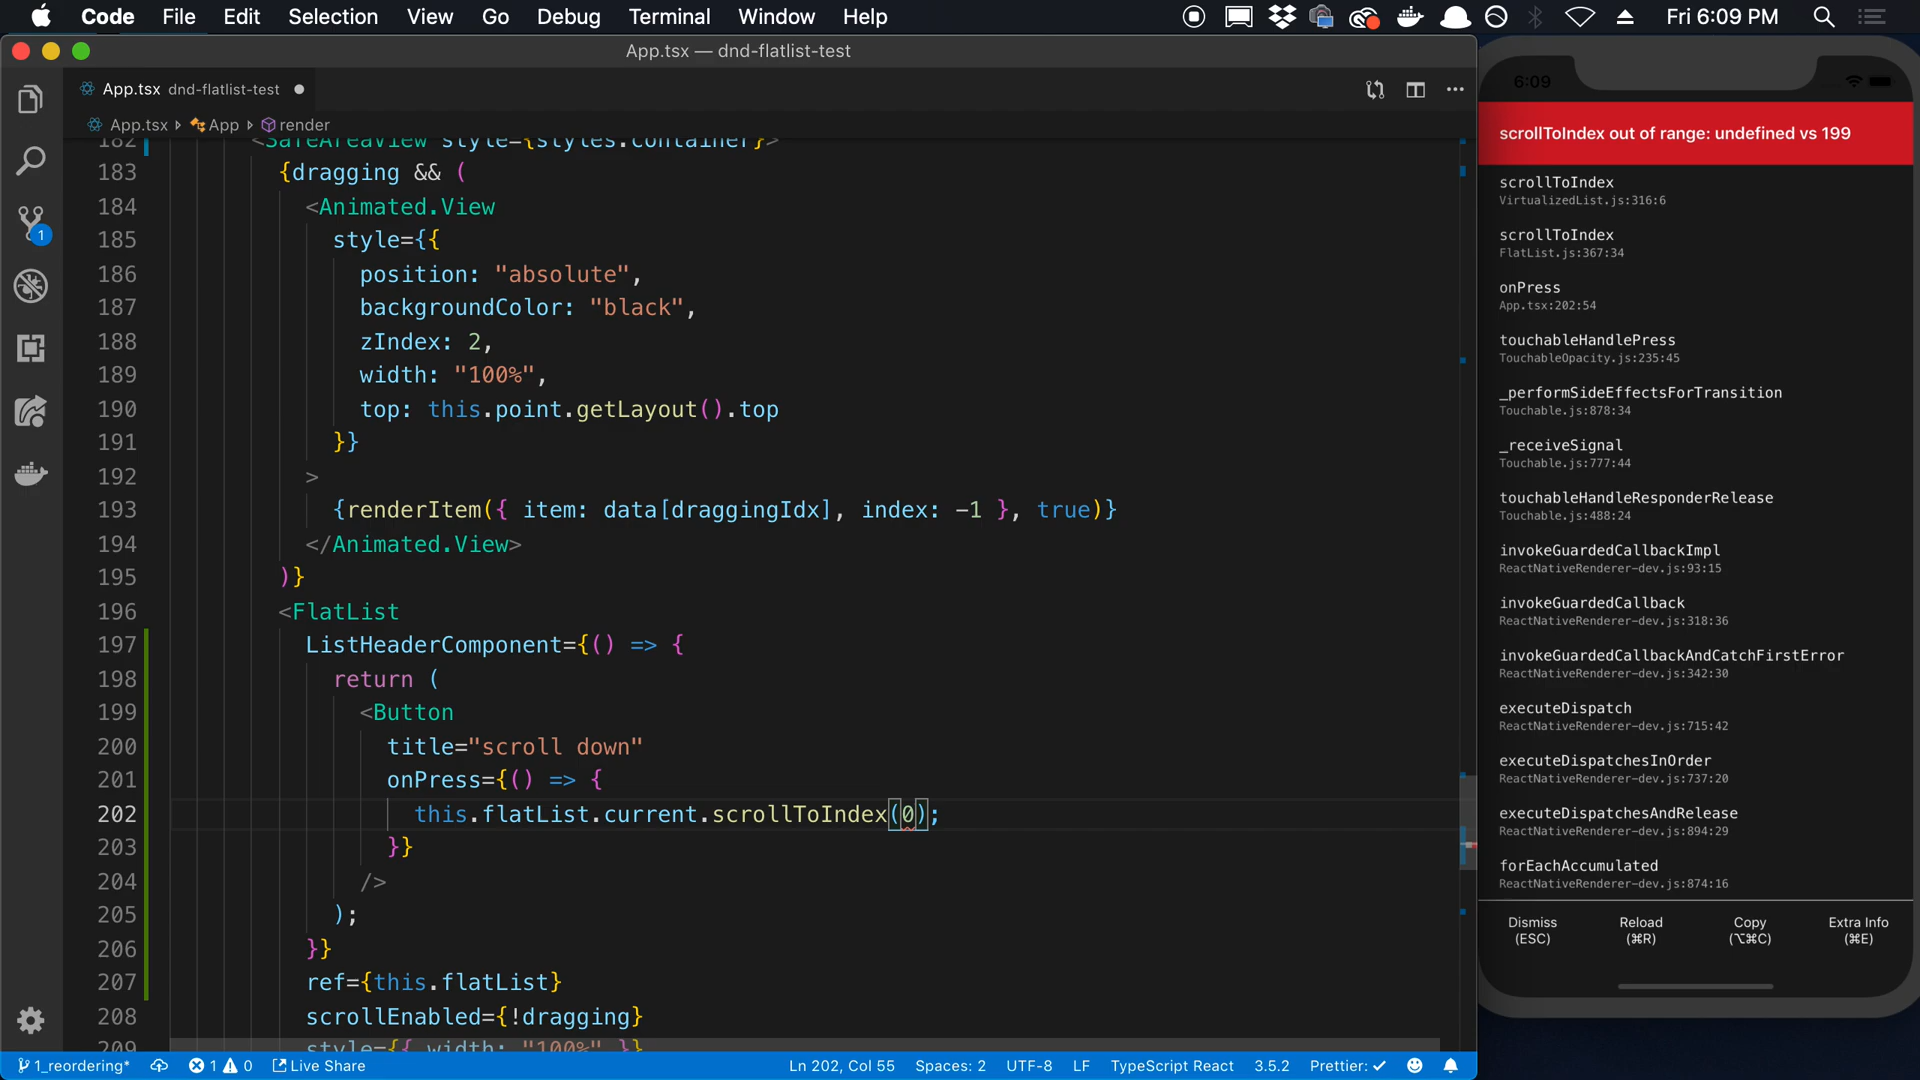 Code File Edit Selection View Go Debug Terminal Window Help Fri 6:09 PM
App.tsx — dnd-flatlist-test
App.tsx dnd-flatlist-test
App.tsx App render
182 <SafeAreaView style={styles.container}>
183 {dragging && (
184 <Animated.View
185 style={{
186 position: "absolute",
187 backgroundColor: "black",
188 zIndex: 2,
189 width: "100%",
190 top: this.point.getLayout().top
191 }}
192 >
193 {renderItem({ item: data[draggingIdx], index: -1 }, true)}
194 </Animated.View>
195 )}
196 <FlatList
197 ListHeaderComponent={() => {
198 return (
199 <Button
200 title="scroll down"
201 onPress={() => {
202 this.flatList.current.scrollToIndex(0);
203 }}
204 />
205 );
206 }}
207 ref={this.flatList}
208 scrollEnabled={!dragging}
209 style={{ width: "100%" }}
1
1_reordering* 1 0 Live Share Ln 202, Col 55 Spaces: 2 UTF-8 LF TypeScript React 3.5.2 Prettier: ✓
6:09
scrollToIndex out of range: undefined vs 199
scrollToIndex
VirtualizedList.js:316:6
scrollToIndex
FlatList.js:367:34
onPress
App.tsx:202:54
touchableHandlePress
TouchableOpacity.js:235:45
_performSideEffectsForTransition
Touchable.js:878:34
_receiveSignal
Touchable.js:777:44
touchableHandleResponderRelease
Touchable.js:488:24
invokeGuardedCallbackImpl
ReactNativeRenderer-dev.js:93:15
invokeGuardedCallback
ReactNativeRenderer-dev.js:318:36
invokeGuardedCallbackAndCatchFirstError
ReactNativeRenderer-dev.js:342:30
executeDispatch
ReactNativeRenderer-dev.js:715:42
executeDispatchesInOrder
ReactNativeRenderer-dev.js:737:20
executeDispatchesAndRelease
ReactNativeRenderer-dev.js:894:29
forEachAccumulated
ReactNativeRenderer-dev.js:874:16
Dismiss Reload Copy Extra Info
(ESC) (⌘R) (⌥⌘C) (⌘E)